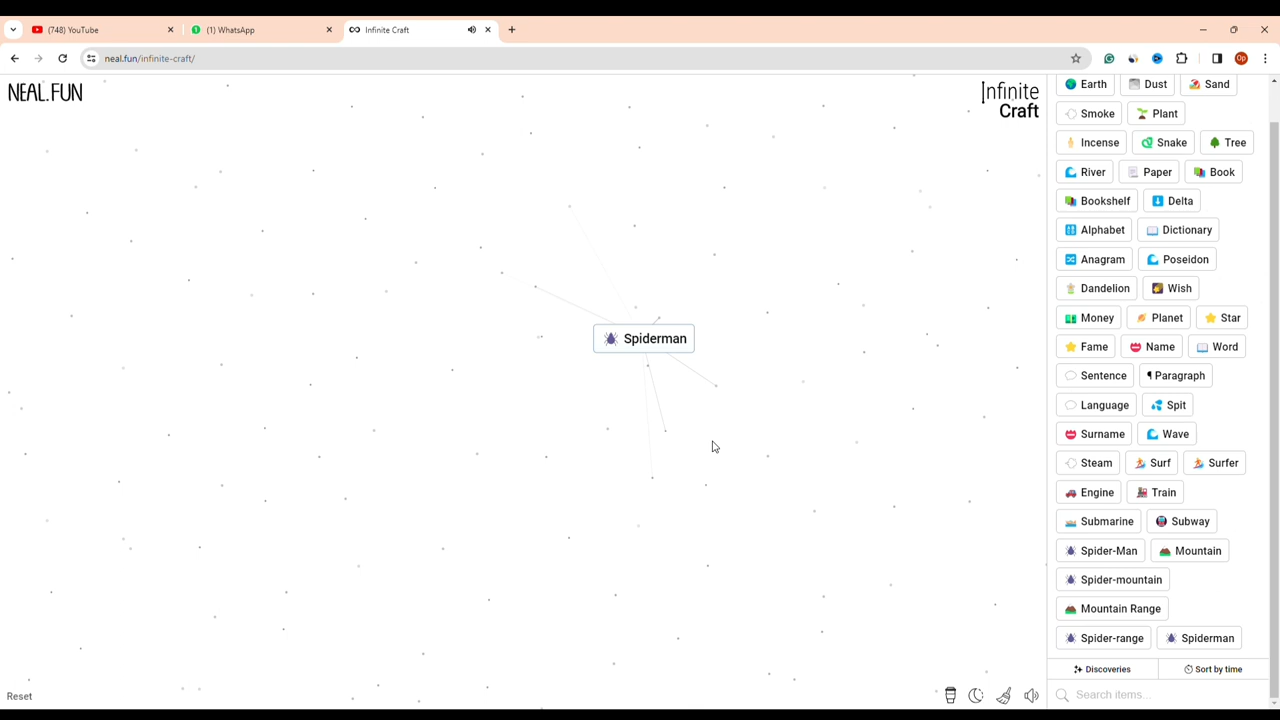 (748) YouTube
(1) WhatsApp
Infinite Craft
neal.fun/infinite-craft/
Op
NEAL.FUN
Infinite
Craft
Earth Dust Sand
Smoke Plant
Incense Snake Tree
River Paper Book
Bookshelf Delta
Alphabet Dictionary
Anagram Poseidon
Dandelion Wish
Money Planet Star
Fame Name Word
Sentence ¶ Paragraph
Language Spit
Surname Wave
Steam Surf Surfer
Engine Train
Submarine Subway
Spider-Man Mountain
Spider-mountain
Mountain Range
Spider-range Spiderman
Spiderman
Discoveries Sort by time
Search items...
Reset